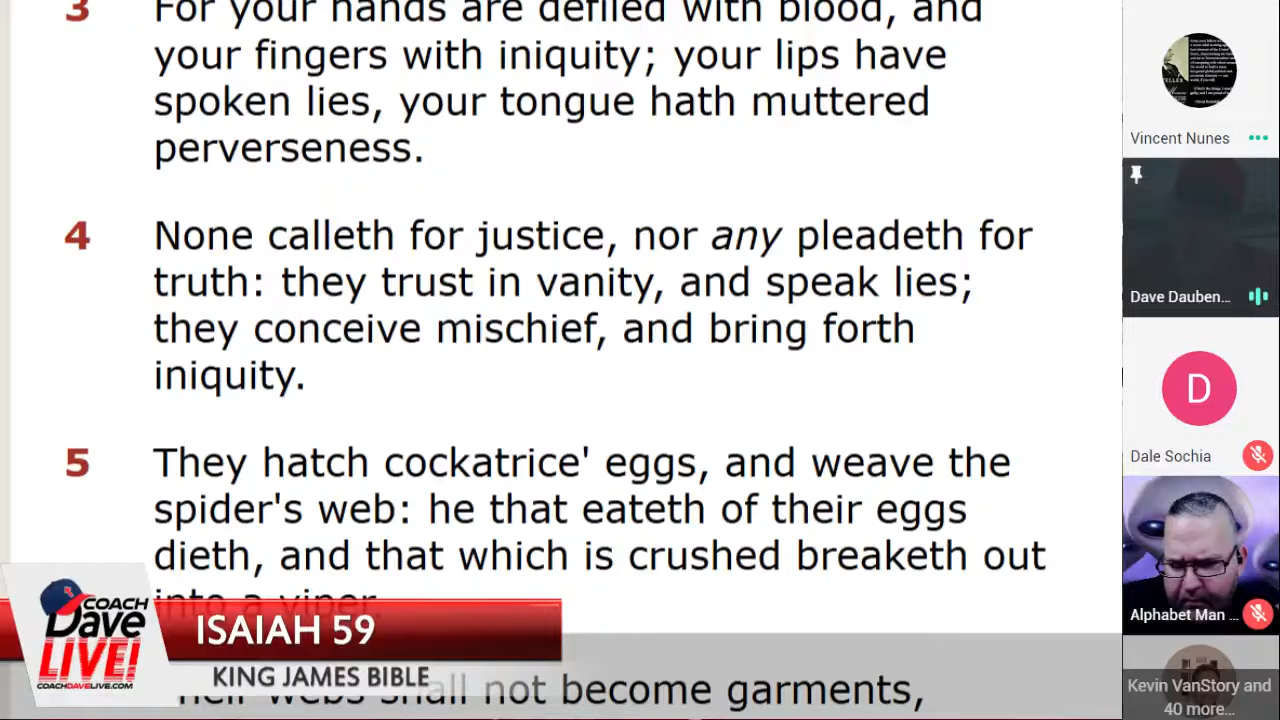 3 For your hands are defiled with blood, and
your fingers with iniquity; your lips have
spoken lies, your tongue hath muttered
perverseness.
4 None calleth for justice, nor any pleadeth for
truth: they trust in vanity, and speak lies;
they conceive mischief, and bring forth
iniquity.
5 They hatch cockatrice' eggs, and weave the
spider's web: he that eateth of their eggs
dieth, and that which is crushed breaketh out
into a viper.
Their webs shall not become garments,
COACH
Dave
LIVE!
COACHDAVELIVE.COM
ISAIAH 59
KING JAMES BIBLE
Vincent Nunes
Dave Dauben...
D
Dale Sochia
Alphabet Man ...
Kevin VanStory and
40 more...